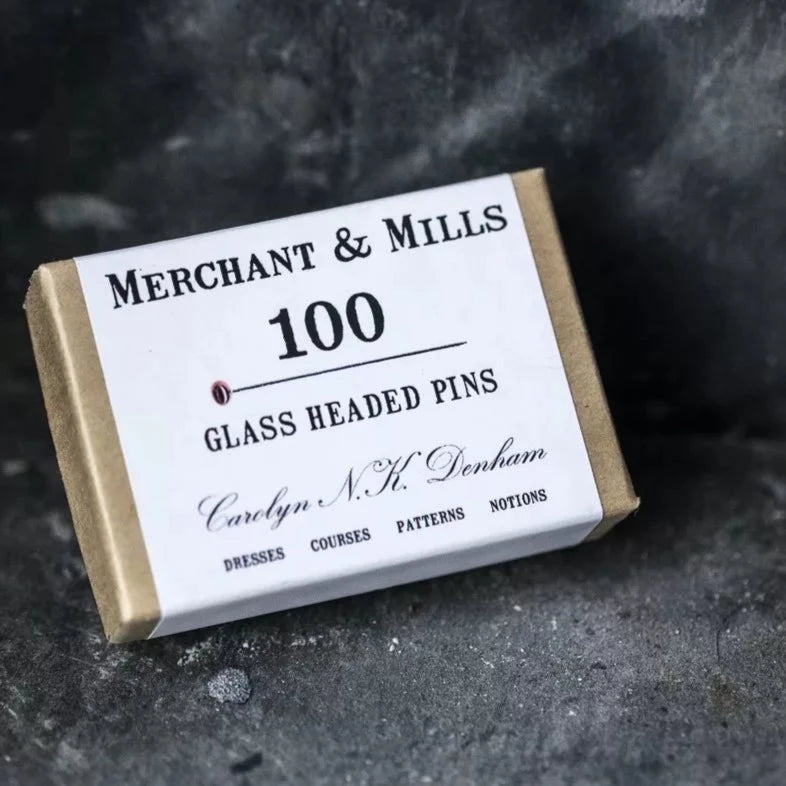 MERCHANT & MILLS
100
GLASS HEADED PINS
Carolyn N.K. Denham
DRESSES COURSES PATTERNS NOTIONS